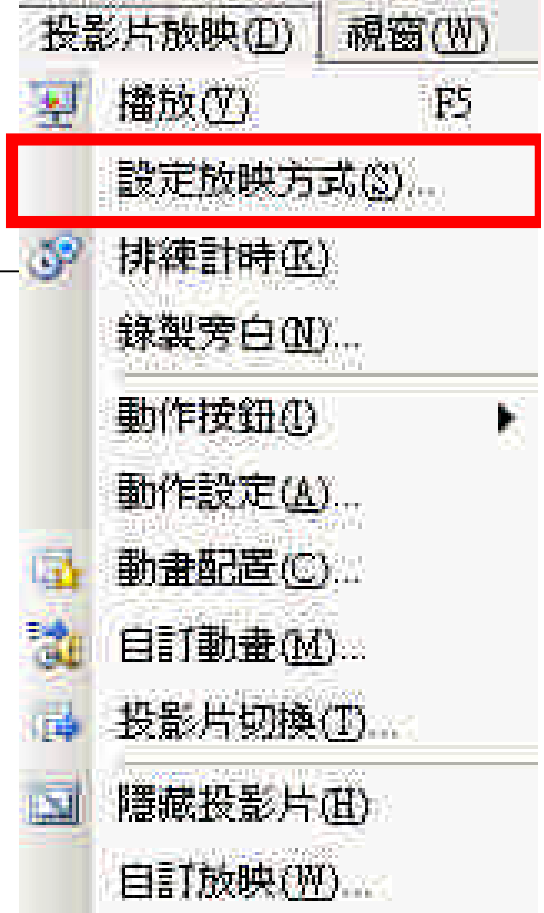 投影片放映(D) 視窗(W)
播放(V) F5
設定放映方式(S)...
排練計時(R)
錄製旁白(N)...
動作按鈕(I)
動作設定(A)...
動畫配置(C)...
自訂動畫(M)...
投影片切換(T)...
隱藏投影片(H)
自訂放映(W)...